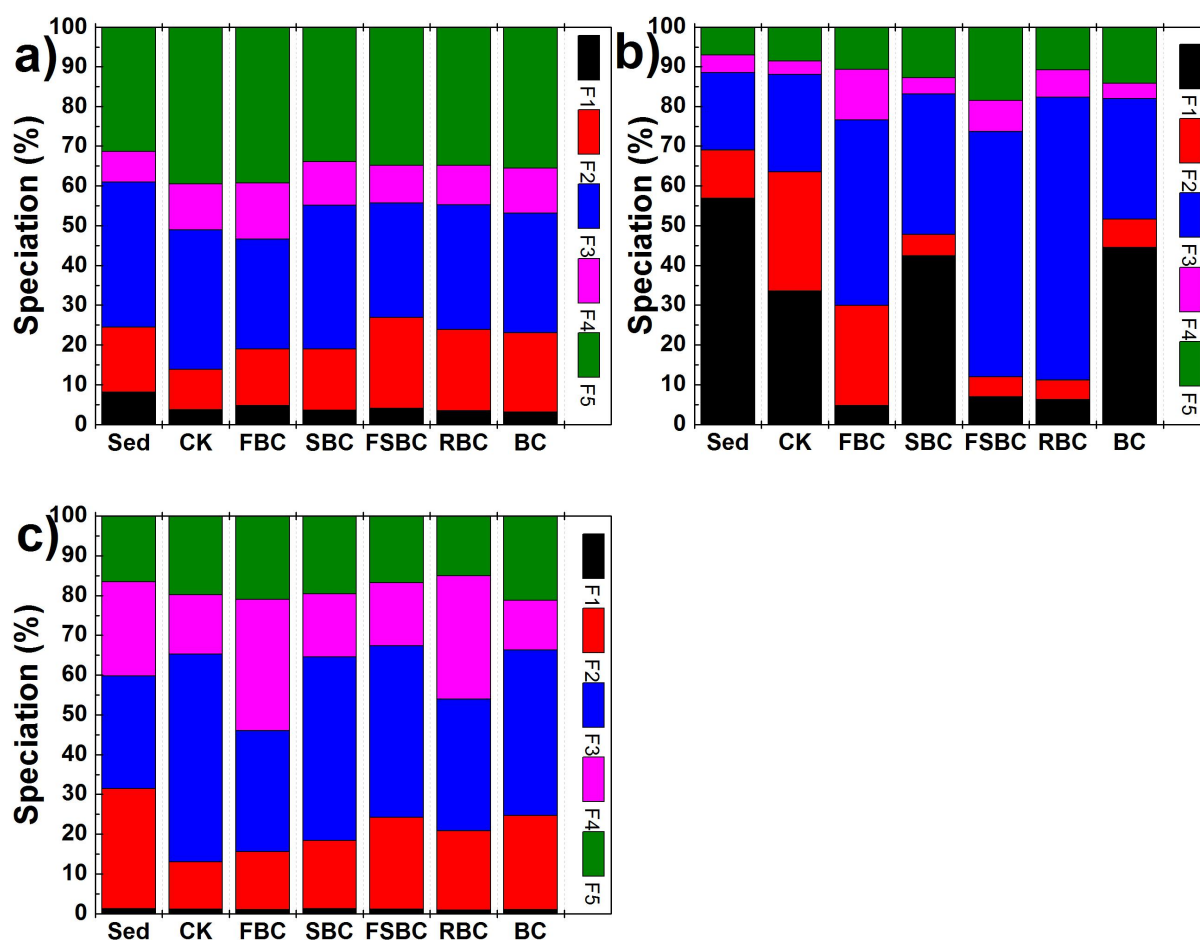 a)
Speciation (%)
100
90
80
70
60
50
40
30
20
10
0
Sed CK FBC SBC FSBC RBC BC
F1
F2
F3
F4
F5
b)
Speciation (%)
100
90
80
70
60
50
40
30
20
10
0
Sed CK FBC SBC FSBC RBC BC
F1
F2
F3
F4
F5
c)
Speciation (%)
100
90
80
70
60
50
40
30
20
10
0
Sed CK FBC SBC FSBC RBC BC
F1
F2
F3
F4
F5